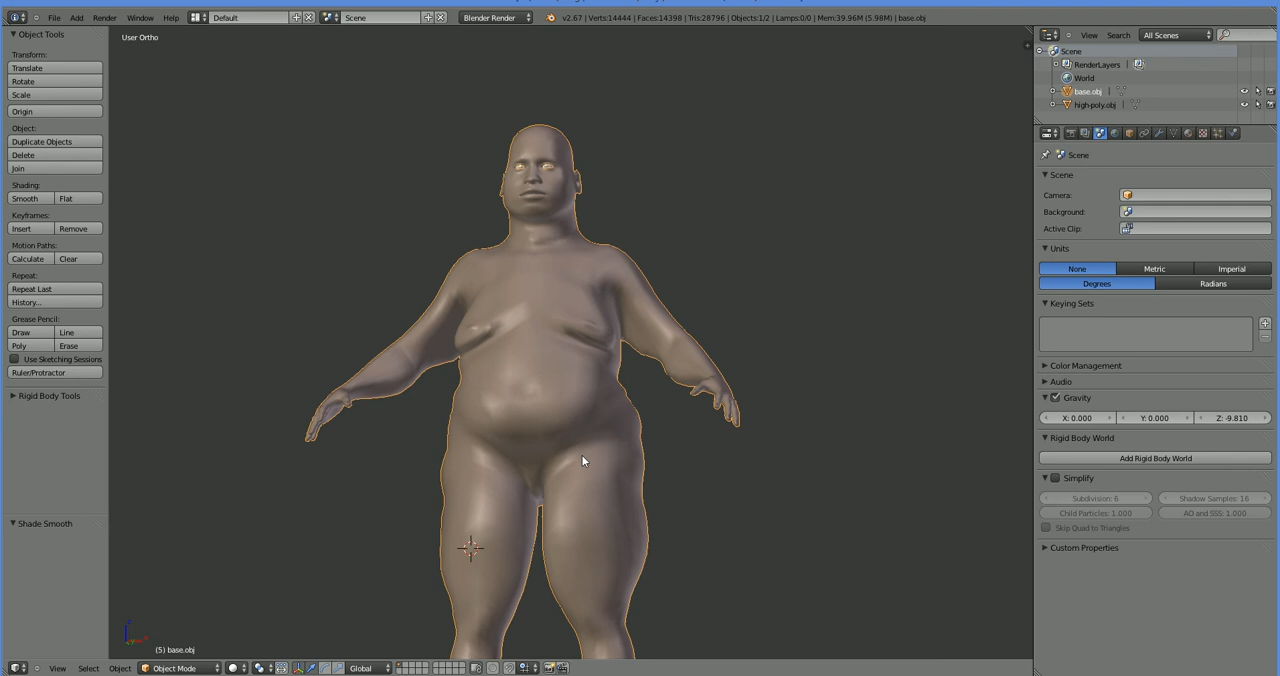 File Add Render Window Help Default Scene Blender Render v2.67 | Verts:14444 | Faces:14398 | Tris:28796 | Objects:1/2 | Lamps:0/0 | Mem:39.96M (5.98M) | base.obj
Object Tools
Transform:
Translate
Rotate
Scale
Origin
Object:
Duplicate Objects
Delete
Join
Shading:
Smooth Flat
Keyframes:
Insert Remove
Motion Paths:
Calculate Clear
Repeat:
Repeat Last
History...
Grease Pencil:
Draw Line
Poly Erase
Use Sketching Sessions
Ruler/Protractor
Rigid Body Tools
Shade Smooth
User Ortho
(5) base.obj
View Select Object Object Mode Global
View Search All Scenes
Scene
RenderLayers |
World
base.obj |
high-poly.obj |
Scene
Scene
Camera:
Background:
Active Clip:
Units
None Metric Imperial
Degrees Radians
Keying Sets
Color Management
Audio
Gravity
X: 0.000 Y: 0.000 Z: -9.810
Rigid Body World
Add Rigid Body World
Simplify
Subdivision: 6 Shadow Samples: 16
Child Particles: 1.000 AO and SSS: 1.000
Skip Quad to Triangles
Custom Properties